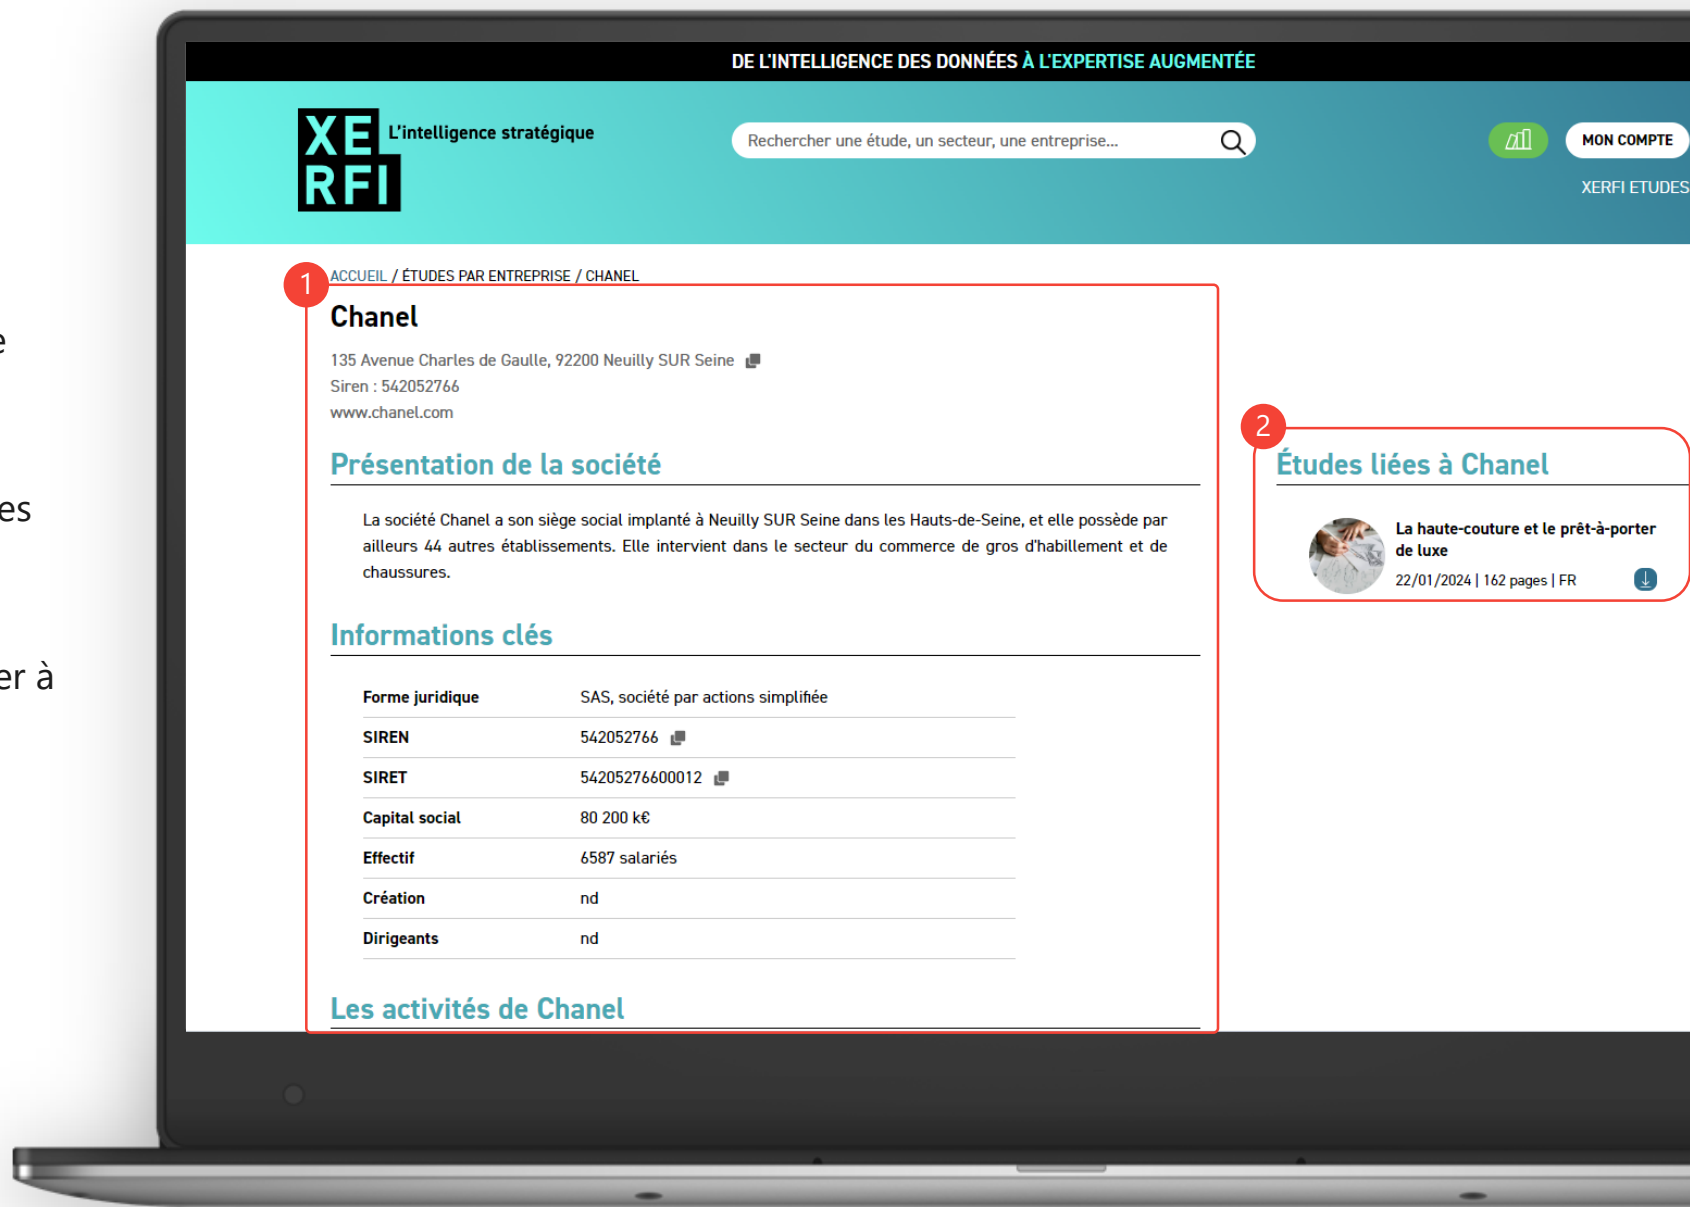 e
es
er à
DE L'INTELLIGENCE DES DONNÉES À L'EXPERTISE AUGMENTÉE
XE
RFI
L'intelligence stratégique
Rechercher une étude, un secteur, une entreprise...
MON COMPTE
XERFI ETUDES
1
ACCUEIL / ÉTUDES PAR ENTREPRISE / CHANEL
Chanel
135 Avenue Charles de Gaulle, 92200 Neuilly SUR Seine
Siren : 542052766
www.chanel.com
Présentation de la société
La société Chanel a son siège social implanté à Neuilly SUR Seine dans les Hauts-de-Seine, et elle possède par
ailleurs 44 autres établissements. Elle intervient dans le secteur du commerce de gros d'habillement et de
chaussures.
Informations clés
Forme juridique SAS, société par actions simplifiée
SIREN 542052766
SIRET 54205276600012
Capital social 80 200 k€
Effectif 6587 salariés
Création nd
Dirigeants nd
Les activités de Chanel
2
Études liées à Chanel
La haute-couture et le prêt-à-porter
de luxe
22/01/2024 | 162 pages | FR